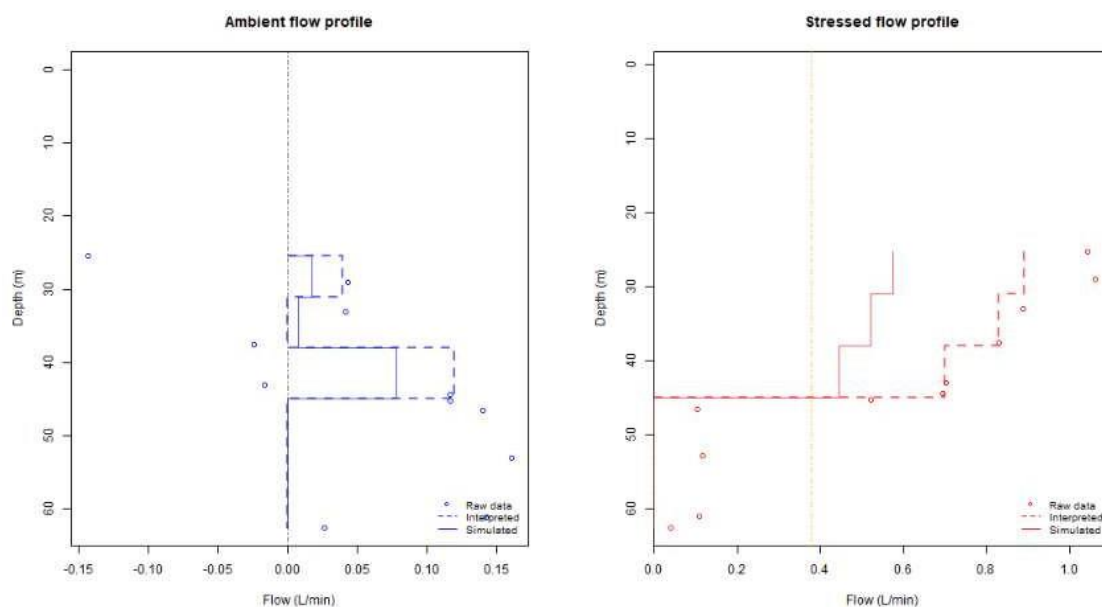 Ambient flow profile
Stressed flow profile
Depth (m)
0
10
20
30
40
50
60
Raw data
Interpreted
Simulated
-0.15
-0.10
-0.05
0.00
0.05
0.10
0.15
Flow (L/min)
Depth (m)
0
10
20
30
40
50
60
Raw data
Interpreted
Simulated
0.0
0.2
0.4
0.6
0.8
1.0
Flow (L/min)